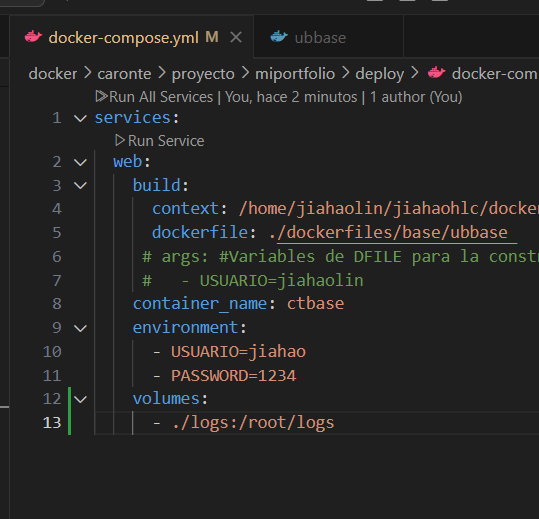 docker-compose.yml M ubbase
docker > caronte > proyecto > miportfolio > deploy > docker-com
Run All Services | You, hace 2 minutos | 1 author (You)
1 services:
Run Service
2 web:
3 build:
4 context: /home/jiahaolin/jiahaohlc/docker
5 dockerfile: ./dockerfiles/base/ubbase
6 # args: #Variables de DFILE para la constr
7 # - USUARIO=jiahaolin
8 container_name: ctbase
9 environment:
10 - USUARIO=jiahao
11 - PASSWORD=1234
12 volumes:
13 - ./logs:/root/logs